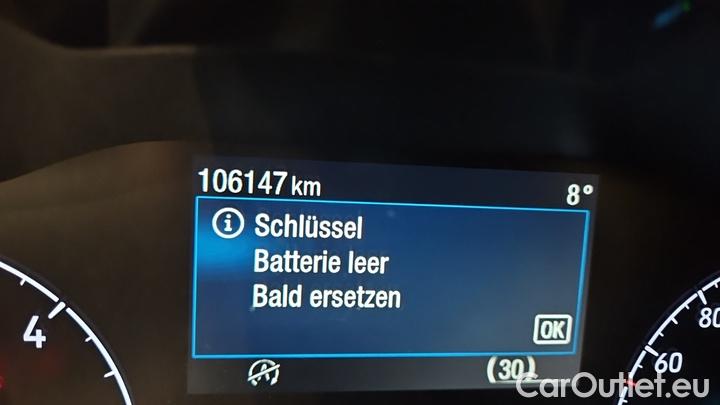 106147 km
8°
Schlüssel
Batterie leer
Bald ersetzen
OK
(30)
4
80
60
CarOutlet.eu